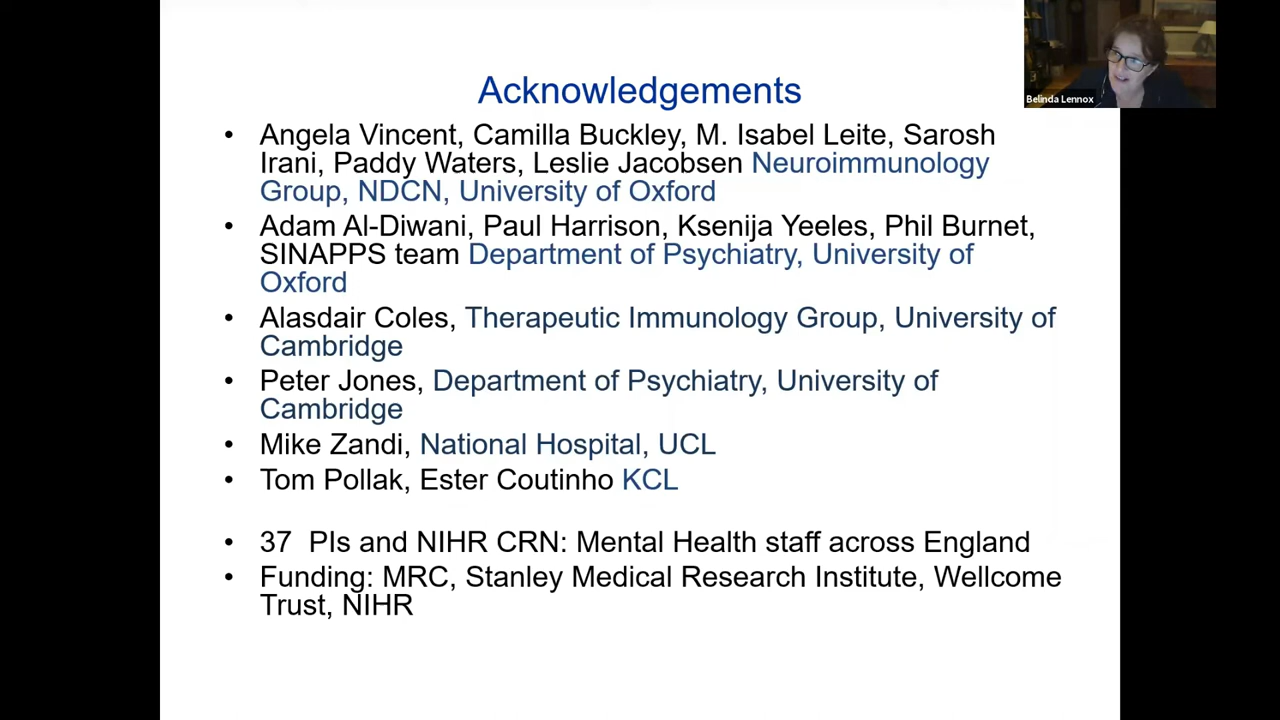 Acknowledgements
• Angela Vincent, Camilla Buckley, M. Isabel Leite, Sarosh
Irani, Paddy Waters, Leslie Jacobsen Neuroimmunology
Group, NDCN, University of Oxford
• Adam Al-Diwani, Paul Harrison, Ksenija Yeeles, Phil Burnet,
SINAPPS team Department of Psychiatry, University of
Oxford
• Alasdair Coles, Therapeutic Immunology Group, University of
Cambridge
• Peter Jones, Department of Psychiatry, University of
Cambridge
• Mike Zandi, National Hospital, UCL
• Tom Pollak, Ester Coutinho KCL
• 37  PIs and NIHR CRN: Mental Health staff across England
• Funding: MRC, Stanley Medical Research Institute, Wellcome
Trust, NIHR
Belinda Lennox